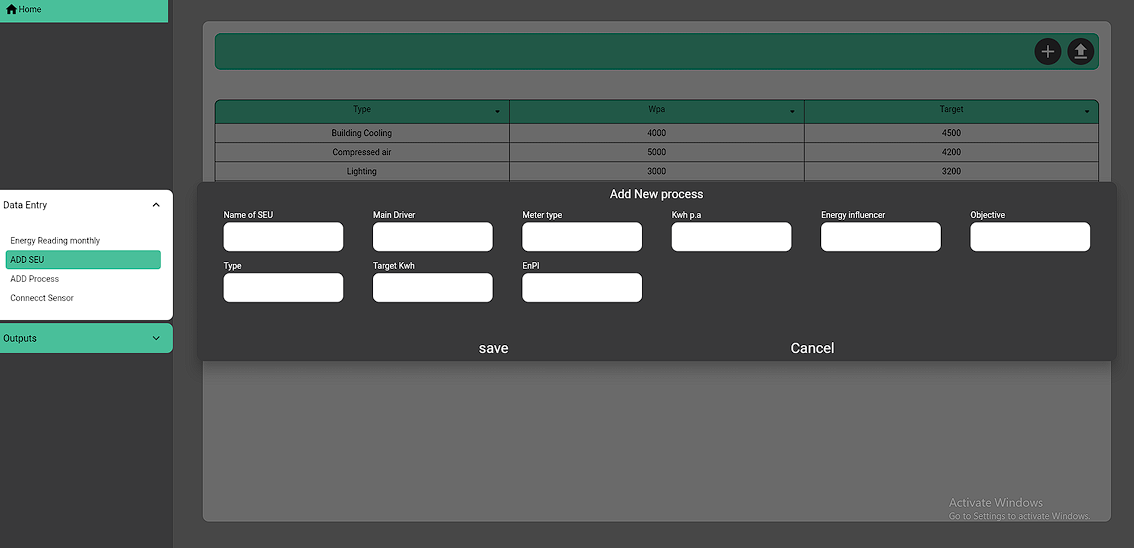 Home
Data Entry
Energy Reading monthly
ADD SEU
ADD Process
Connecct Sensor
Outputs
Type Wpa Target
Building Cooling 4000 4500
Compressed air 5000 4200
Lighting 3000 3200
Add New process
Name of SEU Main Driver Meter type Kwh p.a Energy influencer Objective
Type Target Kwh EnPI
save Cancel
Activate Windows
Go to Settings to activate Windows.